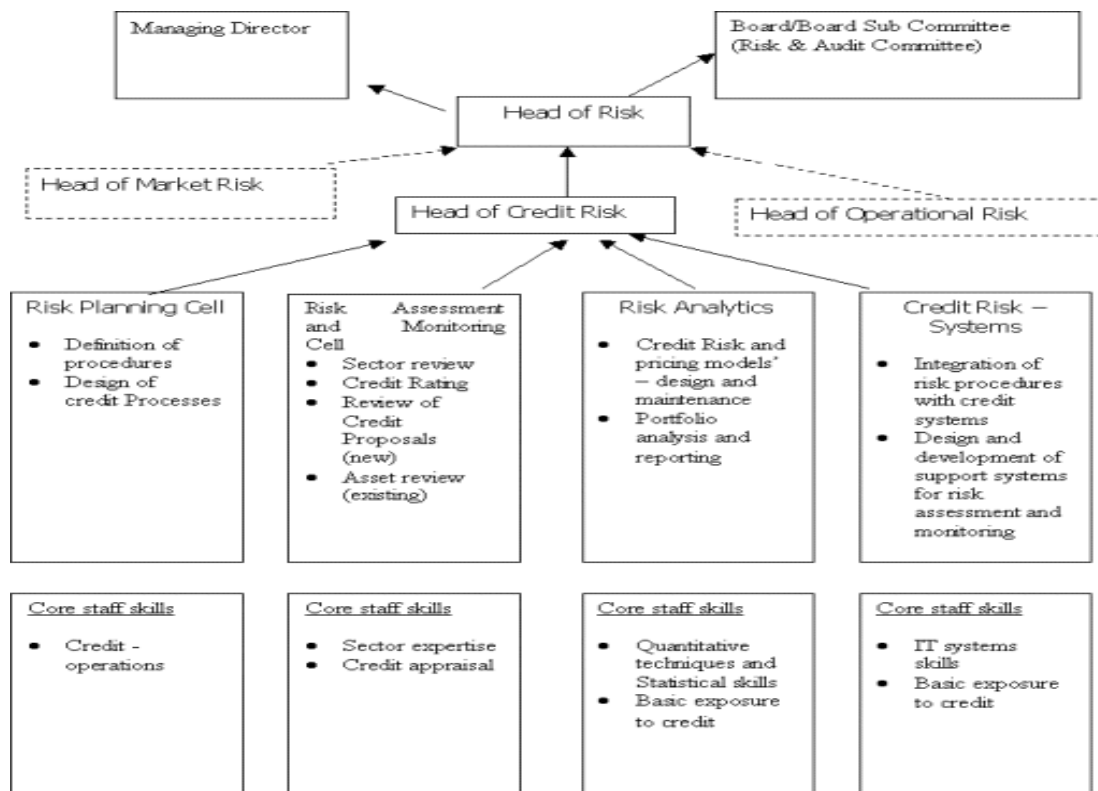 Managing Director
Board/Board Sub Committee
(Risk & Audit Committee)
Head of Risk
Head of Market Risk
Head of Credit Risk
Head of Operational Risk
Risk Planning Cell
● Definition of
procedures
● Design of
credit Processes
Risk Assessment
and Monitoring
Cell
● Sector review
● Credit Rating
● Review of
Credit
Proposals
(new)
● Asset review
(existing)
Risk Analytics
● Credit Risk and
pricing models’
– design and
maintenance
● Portfolio
analysis and
reporting
Credit Risk –
Systems
● Integration of
risk procedures
with credit
systems
● Design and
development of
support systems
for risk
assessment and
monitoring
Core staff skills
● Credit -
operations
Core staff skills
● Sector expertise
● Credit appraisal
Core staff skills
● Quantitative
techniques and
Statistical skills
● Basic exposure
to credit
Core staff skills
● IT systems
skills
● Basic exposure
to credit